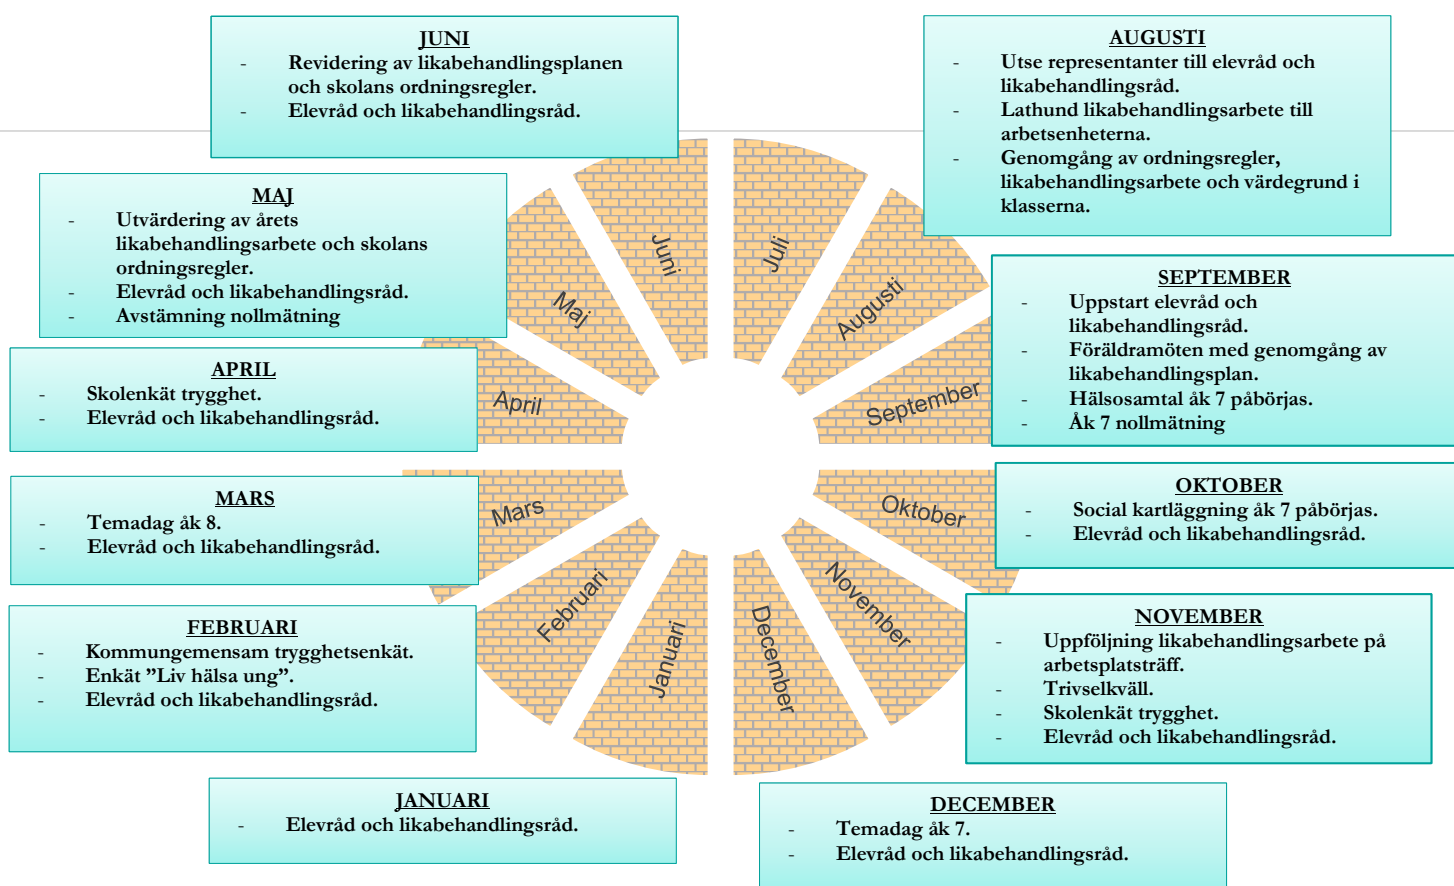 JUNI
- Revidering av likabehandlingsplanen
och skolans ordningsregler.
- Elevråd och likabehandlingsråd.
AUGUSTI
- Utse representanter till elevråd och
likabehandlingsråd.
- Lathund likabehandlingsarbete till
arbetsenheterna.
- Genomgång av ordningsregler,
likabehandlingsarbete och värdegrund i
klasserna.
MAJ
- Utvärdering av årets
likabehandlingsarbete och skolans
ordningsregler.
- Elevråd och likabehandlingsråd.
- Avstämning nollmätning
SEPTEMBER
- Uppstart elevråd och
likabehandlingsråd.
- Föräldramöten med genomgång av
likabehandlingsplan.
- Hälsosamtal åk 7 påbörjas.
- Åk 7 nollmätning
APRIL
- Skolenkät trygghet.
- Elevråd och likabehandlingsråd.
MARS
- Temadag åk 8.
- Elevråd och likabehandlingsråd.
OKTOBER
- Social kartläggning åk 7 påbörjas.
- Elevråd och likabehandlingsråd.
FEBRUARI
- Kommungemensam trygghetsenkät.
- Enkät ”Liv hälsa ung”.
- Elevråd och likabehandlingsråd.
NOVEMBER
- Uppföljning likabehandlingsarbete på
arbetsplatsträff.
- Trivselkväll.
- Skolenkät trygghet.
- Elevråd och likabehandlingsråd.
JANUARI
- Elevråd och likabehandlingsråd.
DECEMBER
- Temadag åk 7.
- Elevråd och likabehandlingsråd.
Juni
Juli
Augusti
September
Oktober
November
December
Januari
Februari
Mars
April
Maj